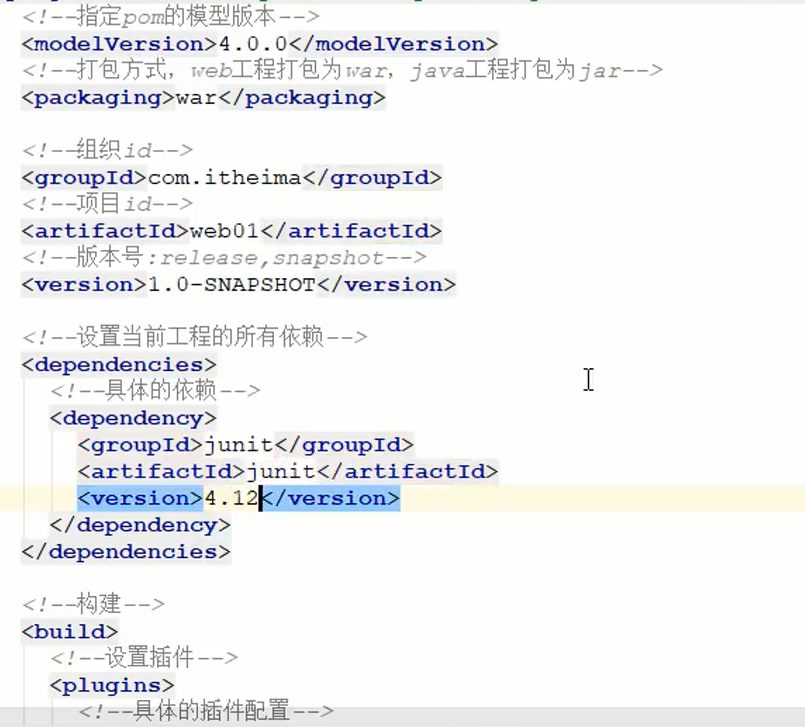 <!--指定pom的模型版本-->
<modelVersion>4.0.0</modelVersion>
<!--打包方式，web工程打包为war，java工程打包为jar-->
<packaging>war</packaging>
<!--组织id-->
<groupId>com.itheima</groupId>
<!--项目id-->
<artifactId>web01</artifactId>
<!--版本号:release,snapshot-->
<version>1.0-SNAPSHOT</version>
<!--设置当前工程的所有依赖-->
<dependencies>
<!--具体的依赖-->
<dependency>
<groupId>junit</groupId>
<artifactId>junit</artifactId>
<version>4.12</version>
</dependency>
</dependencies>
<!--构建-->
<build>
<!--设置插件-->
<plugins>
<!--具体的插件配置-->